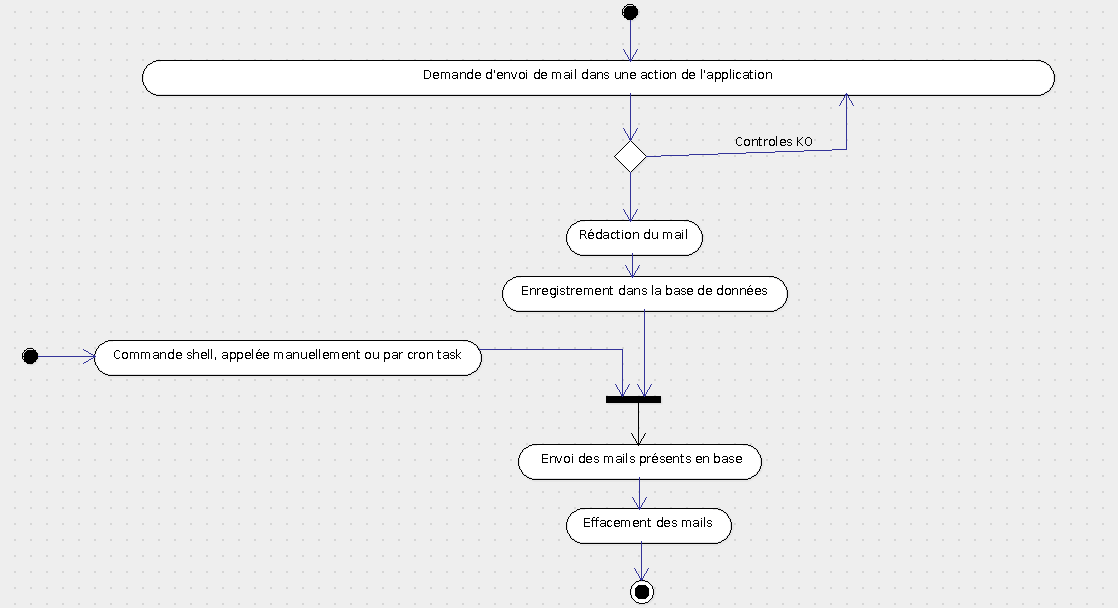 Demande d'envoi de mail dans une action de l'application
Controles KO
Rédaction du mail
Enregistrement dans la base de données
Commande shell, appelée manuellement ou par cron task
Envoi des mails présents en base
Effacement des mails